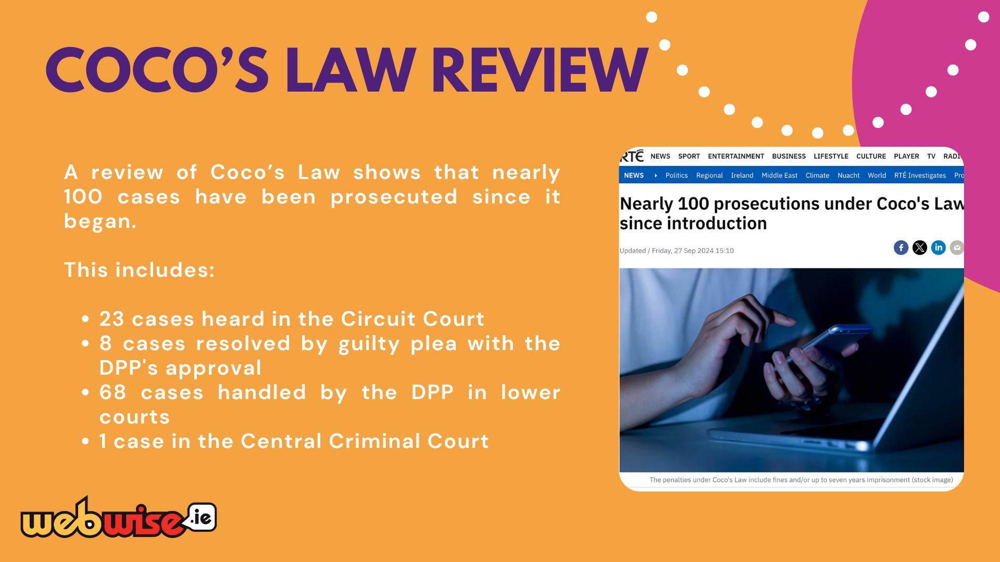 COCO’S LAW REVIEW
A review of Coco’s Law shows that nearly
100 cases have been prosecuted since it
began.
This includes:
• 23 cases heard in the Circuit Court
• 8 cases resolved by guilty plea with the
DPP's approval
• 68 cases handled by the DPP in lower
courts
• 1 case in the Central Criminal Court
RTÉ NEWS SPORT ENTERTAINMENT BUSINESS LIFESTYLE CULTURE PLAYER TV RADI
NEWS Politics Regional Ireland Middle East Climate Nuacht World RTÉ Investigates Pro
Nearly 100 prosecutions under Coco's Law
since introduction
Updated / Friday, 27 Sep 2024 15:10
The penalties under Coco's Law include fines and/or up to seven years imprisonment (stock image)
webwise.ie